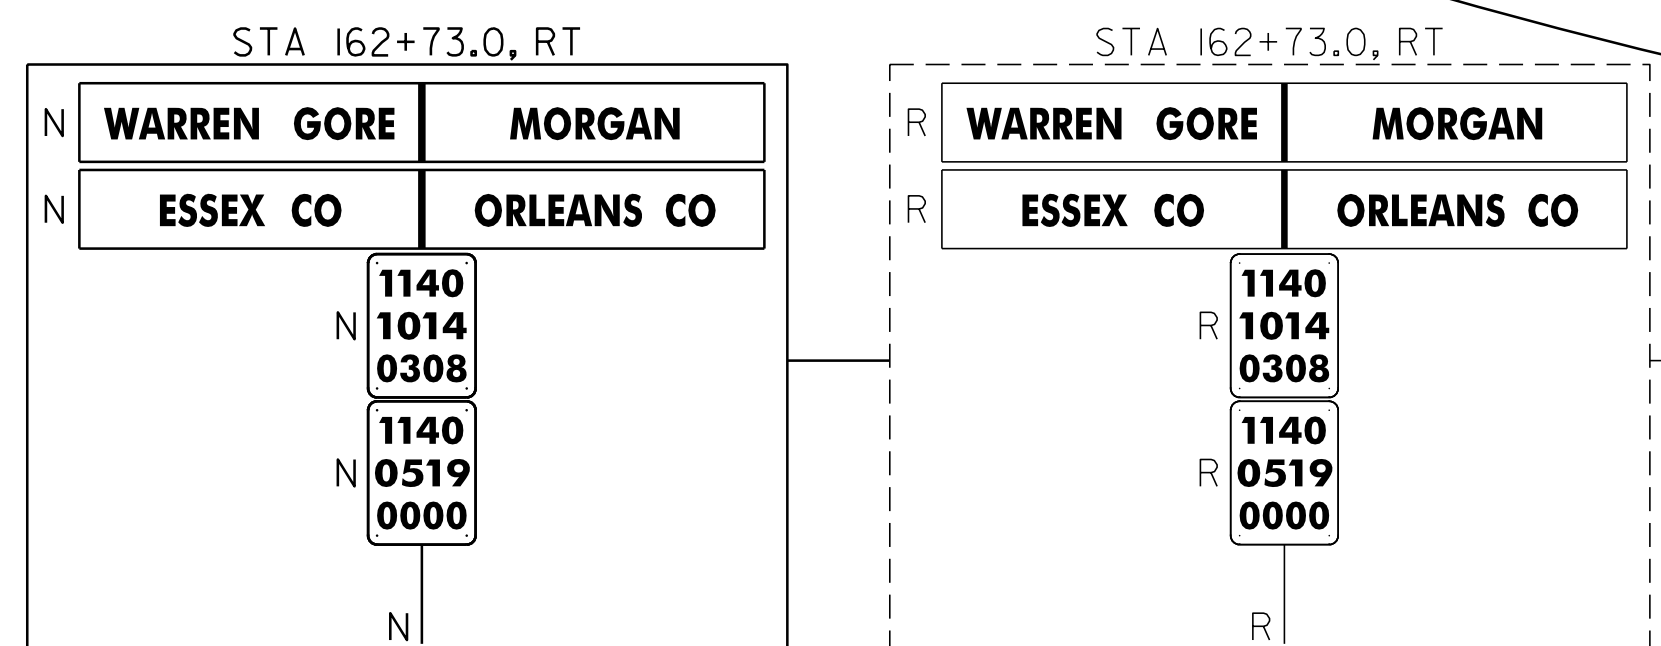 STA 162+73.0, RT
N WARREN GORE MORGAN
N ESSEX CO ORLEANS CO
1140
N 1014
0308
1140
N 0519
0000
N
STA 162+73.0, RT
R WARREN GORE MORGAN
R ESSEX CO ORLEANS CO
1140
R 1014
0308
1140
R 0519
0000
R